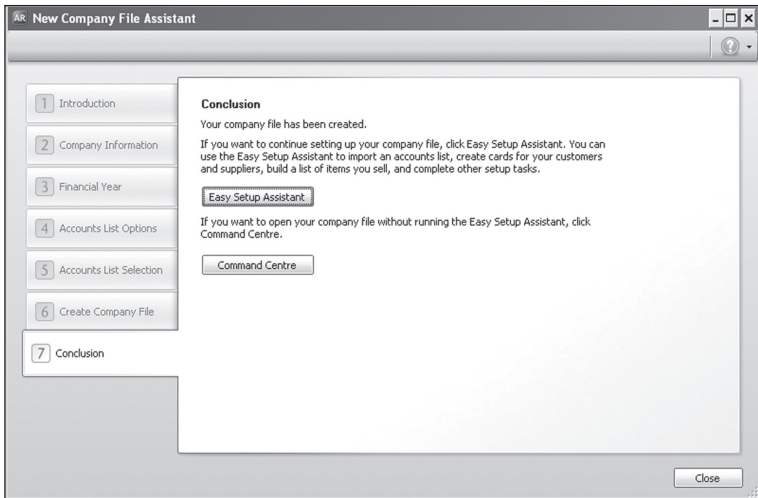 AR New Company File Assistant
?
1 Introduction
2 Company Information
3 Financial Year
4 Accounts List Options
5 Accounts List Selection
6 Create Company File
7 Conclusion
Conclusion
Your company file has been created.
If you want to continue setting up your company file, click Easy Setup Assistant. You can
use the Easy Setup Assistant to import an accounts list, create cards for your customers
and suppliers, build a list of items you sell, and complete other setup tasks.
Easy Setup Assistant
If you want to open your company file without running the Easy Setup Assistant, click
Command Centre.
Command Centre
Close